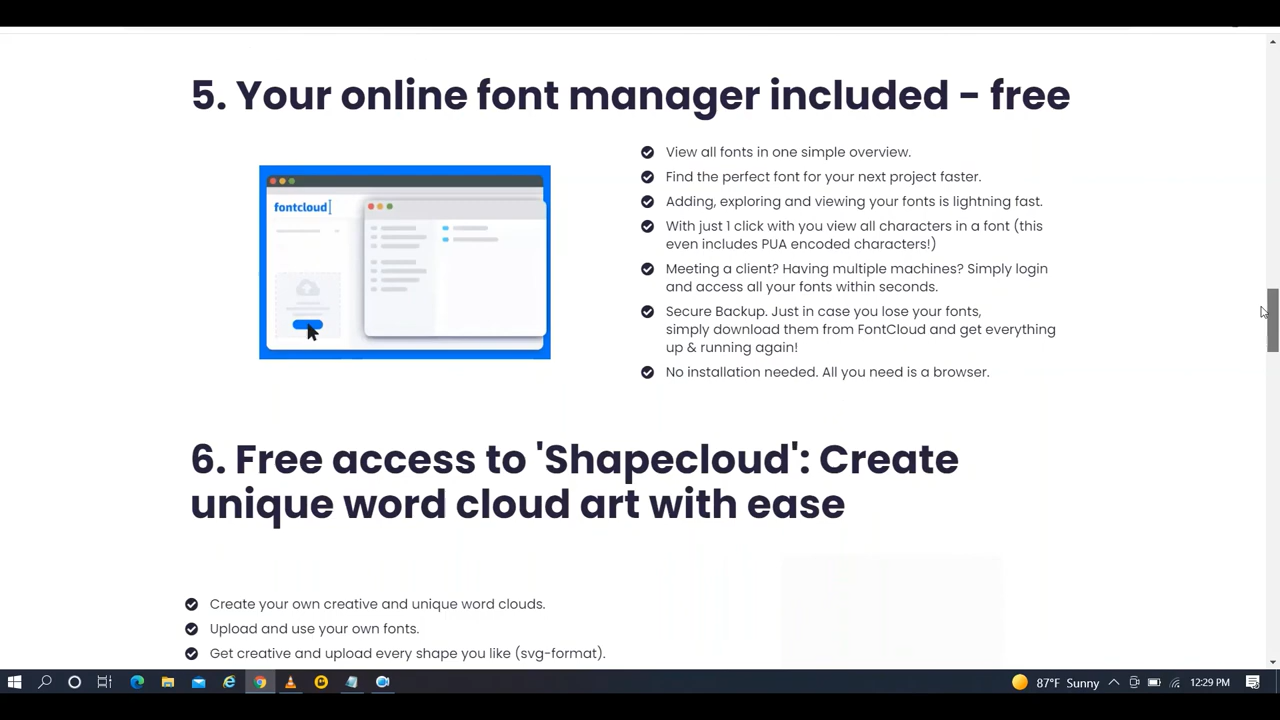 5. Your online font manager included - free
fontcloud
View all fonts in one simple overview.
Find the perfect font for your next project faster.
Adding, exploring and viewing your fonts is lightning fast.
With just 1 click with you view all characters in a font (this
even includes PUA encoded characters!)
Meeting a client? Having multiple machines? Simply login
and access all your fonts within seconds.
Secure Backup. Just in case you lose your fonts,
simply download them from FontCloud and get everything
up & running again!
No installation needed. All you need is a browser.
6. Free access to 'Shapecloud': Create
unique word cloud art with ease
Create your own creative and unique word clouds.
Upload and use your own fonts.
Get creative and upload every shape you like (svg-format).
87°F Sunny
12:29 PM